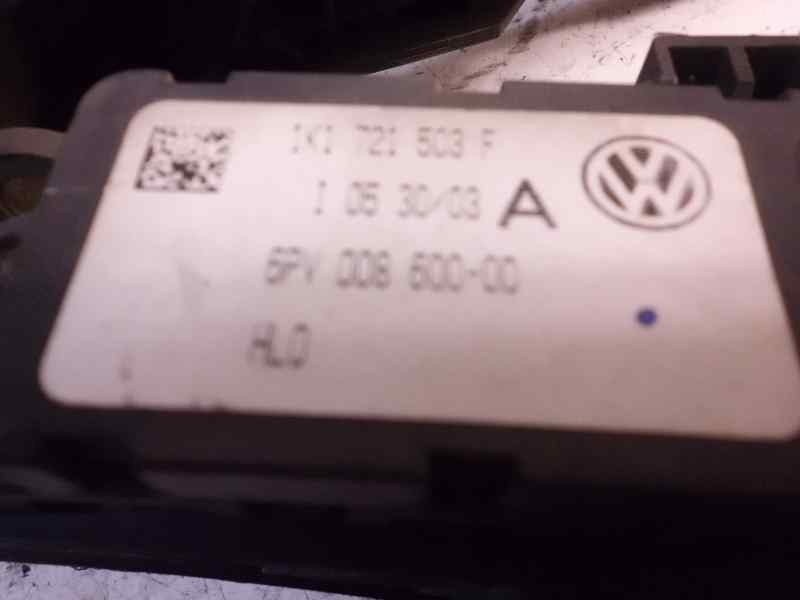 1K1 721 503 F
I 05 30/03 A
6PV 008 600-00
HLO